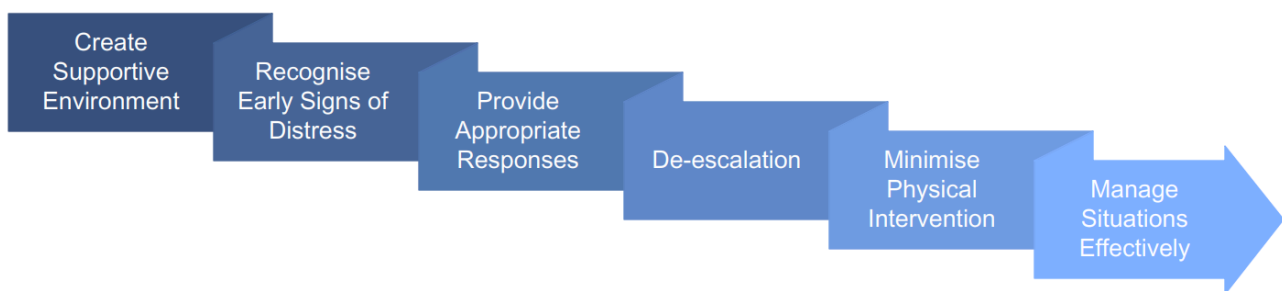 Create
Supportive
Environment
Recognise
Early Signs of
Distress
Provide
Appropriate
Responses
De-escalation
Minimise
Physical
Intervention
Manage
Situations
Effectively